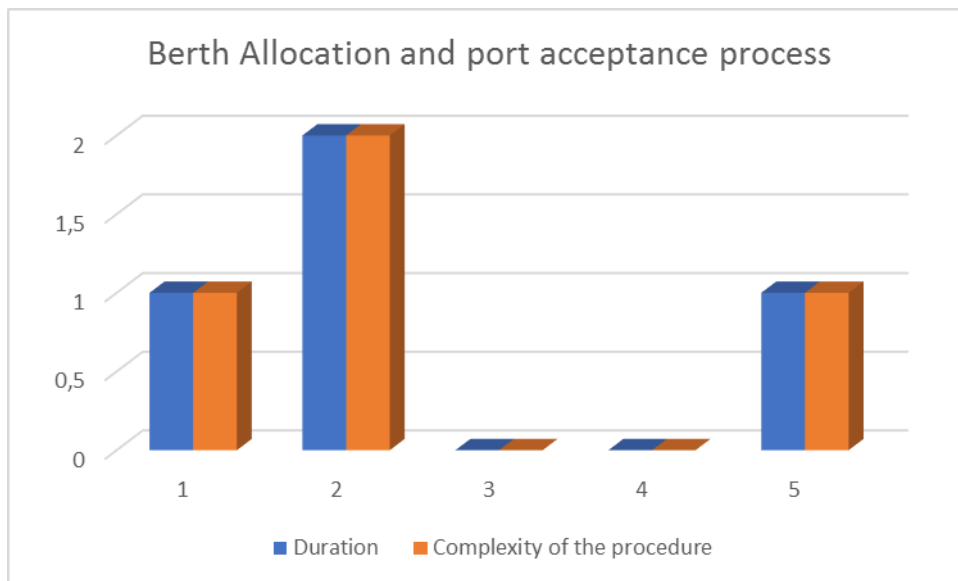 Berth Allocation and port acceptance process
2
1,5
1
0,5
0
1 2 3 4 5
Duration Complexity of the procedure